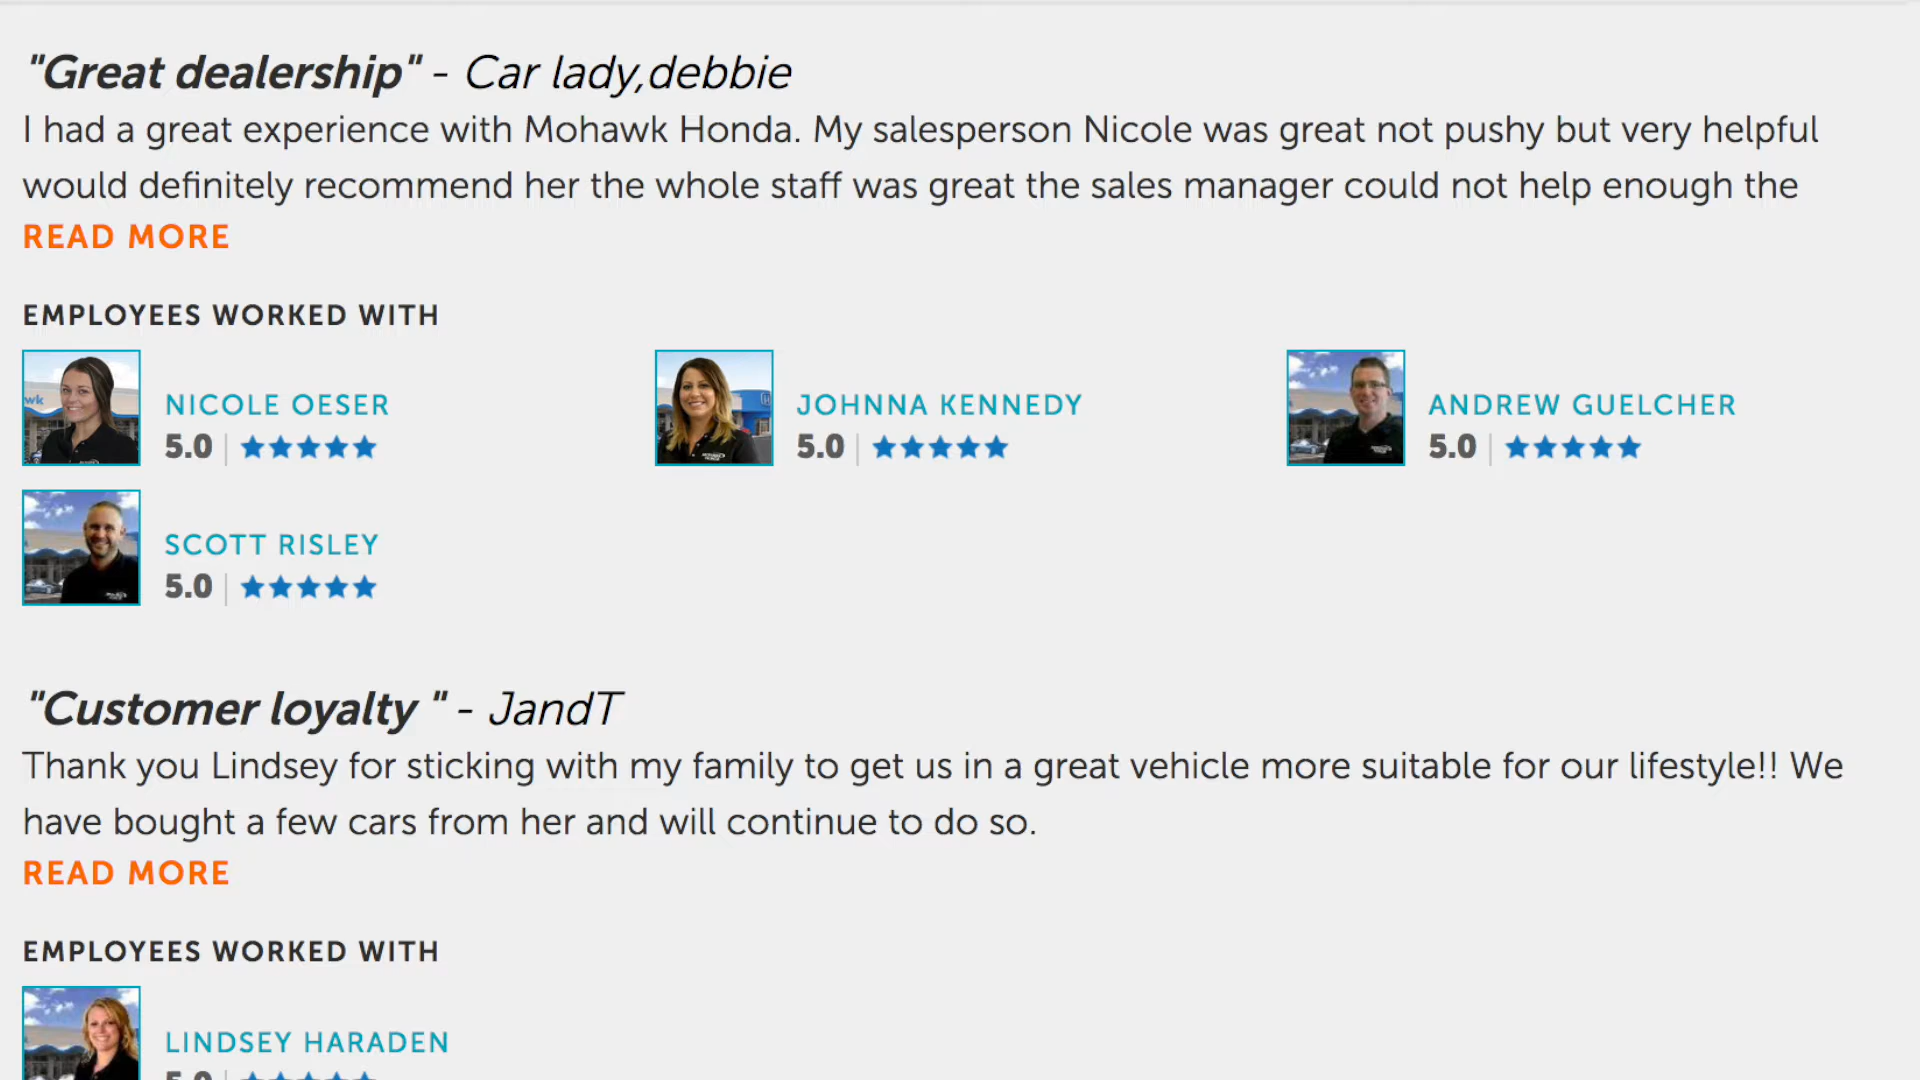 "Great dealership" - Car lady,debbie
I had a great experience with Mohawk Honda. My salesperson Nicole was great not pushy but very helpful
would definitely recommend her the whole staff was great the sales manager could not help enough the
READ MORE
EMPLOYEES WORKED WITH
NICOLE OESER
5.0
JOHNNA KENNEDY
5.0
ANDREW GUELCHER
5.0
SCOTT RISLEY
5.0
"Customer loyalty " - JandT
Thank you Lindsey for sticking with my family to get us in a great vehicle more suitable for our lifestyle!! We
have bought a few cars from her and will continue to do so.
READ MORE
EMPLOYEES WORKED WITH
LINDSEY HARADEN
5.0